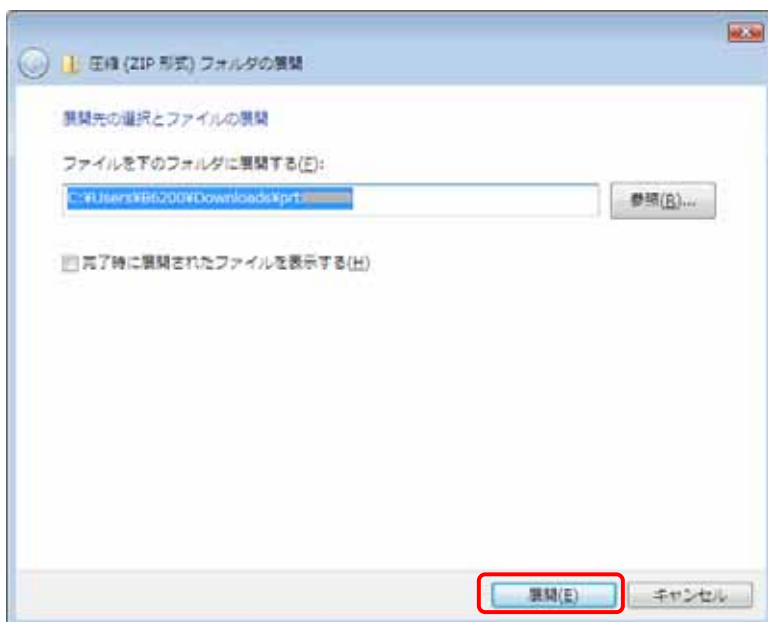 圧縮 (ZIP 形式) フォルダの展開
展開先の選択とファイルの展開
ファイルを下のフォルダに展開する(F):
C:¥Users¥B6200¥Downloads¥prt
参照(R)...
完了時に展開されたファイルを表示する(H)
展開(E)
キャンセル